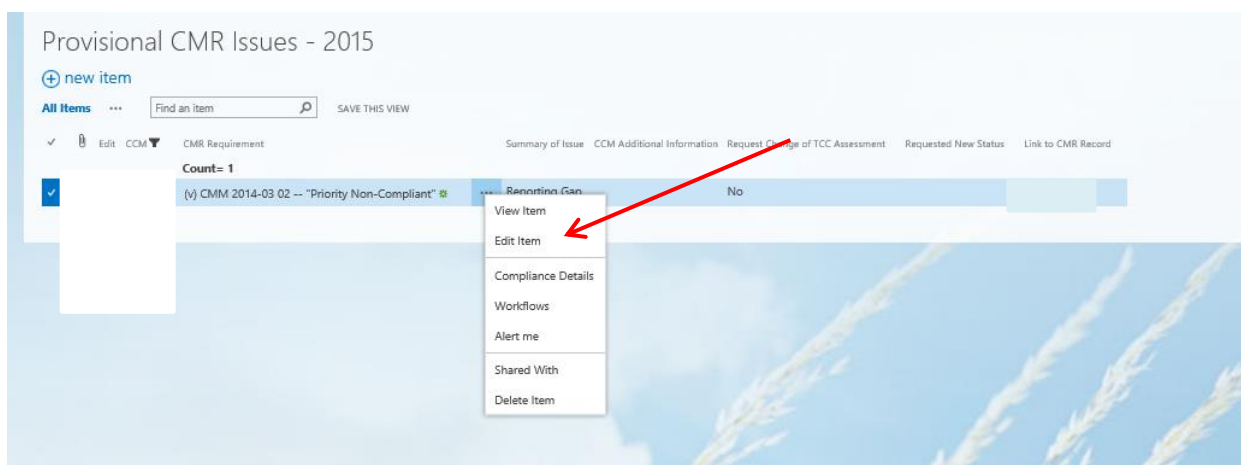 Provisional CMR Issues - 2015
new item
All Items ... Find an item SAVE THIS VIEW
Edit CCM CMR Requirement Summary of Issue CCM Additional Information Request Change of TCC Assessment Requested New Status Link to CMR Record
Count= 1
(v) CMM 2014-03 02 -- "Priority Non-Compliant" ... Reporting Gap No
View Item
Edit Item
Compliance Details
Workflows
Alert me
Shared With
Delete Item